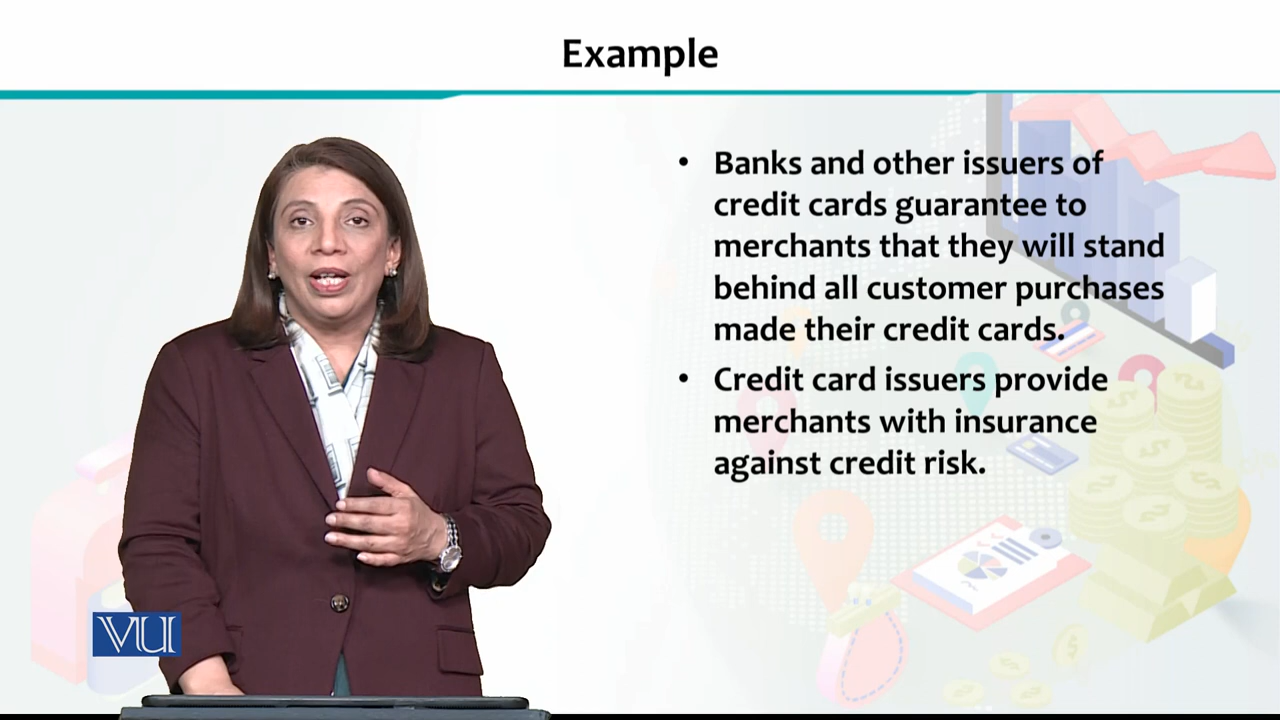 Example
• Banks and other issuers of
credit cards guarantee to
merchants that they will stand
behind all customer purchases
made their credit cards.
• Credit card issuers provide
merchants with insurance
against credit risk.
VU